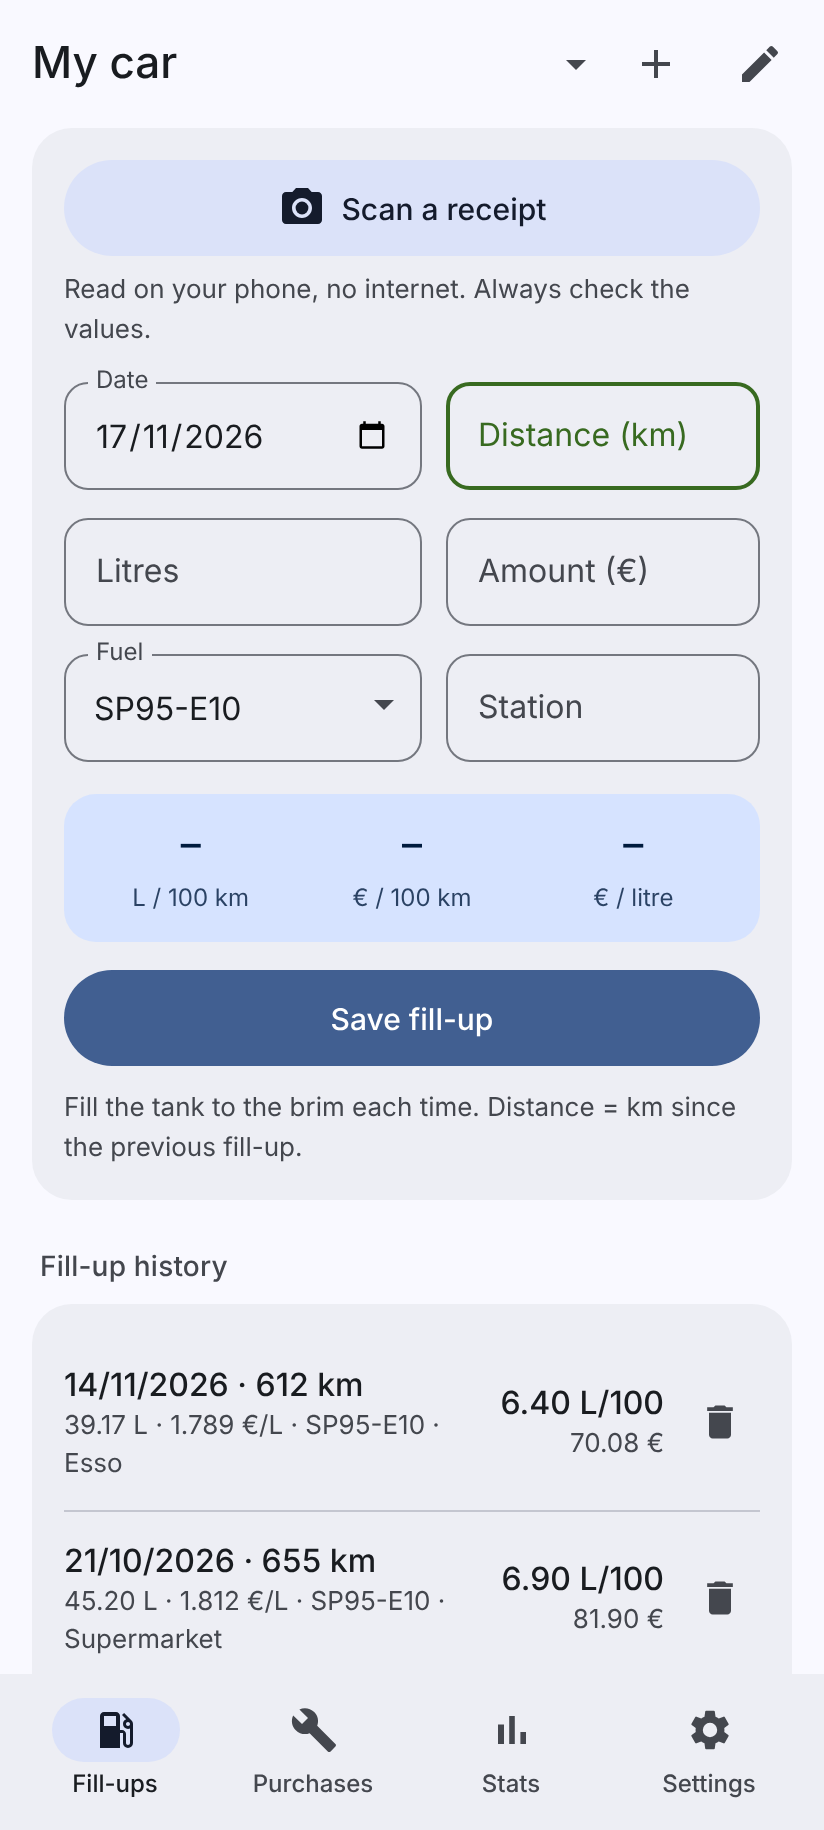 My car
Scan a receipt
Read on your phone, no internet. Always check the
values.
Date
17/11/2026
Distance (km)
Litres
Amount (€)
Fuel
SP95-E10
Station
–
–
–
L / 100 km
€ / 100 km
€ / litre
Save fill-up
Fill the tank to the brim each time. Distance = km since
the previous fill-up.
Fill-up history
14/11/2026 · 612 km
39.17 L · 1.789 €/L · SP95-E10 ·
Esso
6.40 L/100
70.08 €
21/10/2026 · 655 km
45.20 L · 1.812 €/L · SP95-E10 ·
Supermarket
6.90 L/100
81.90 €
Fill-ups
Purchases
Stats
Settings